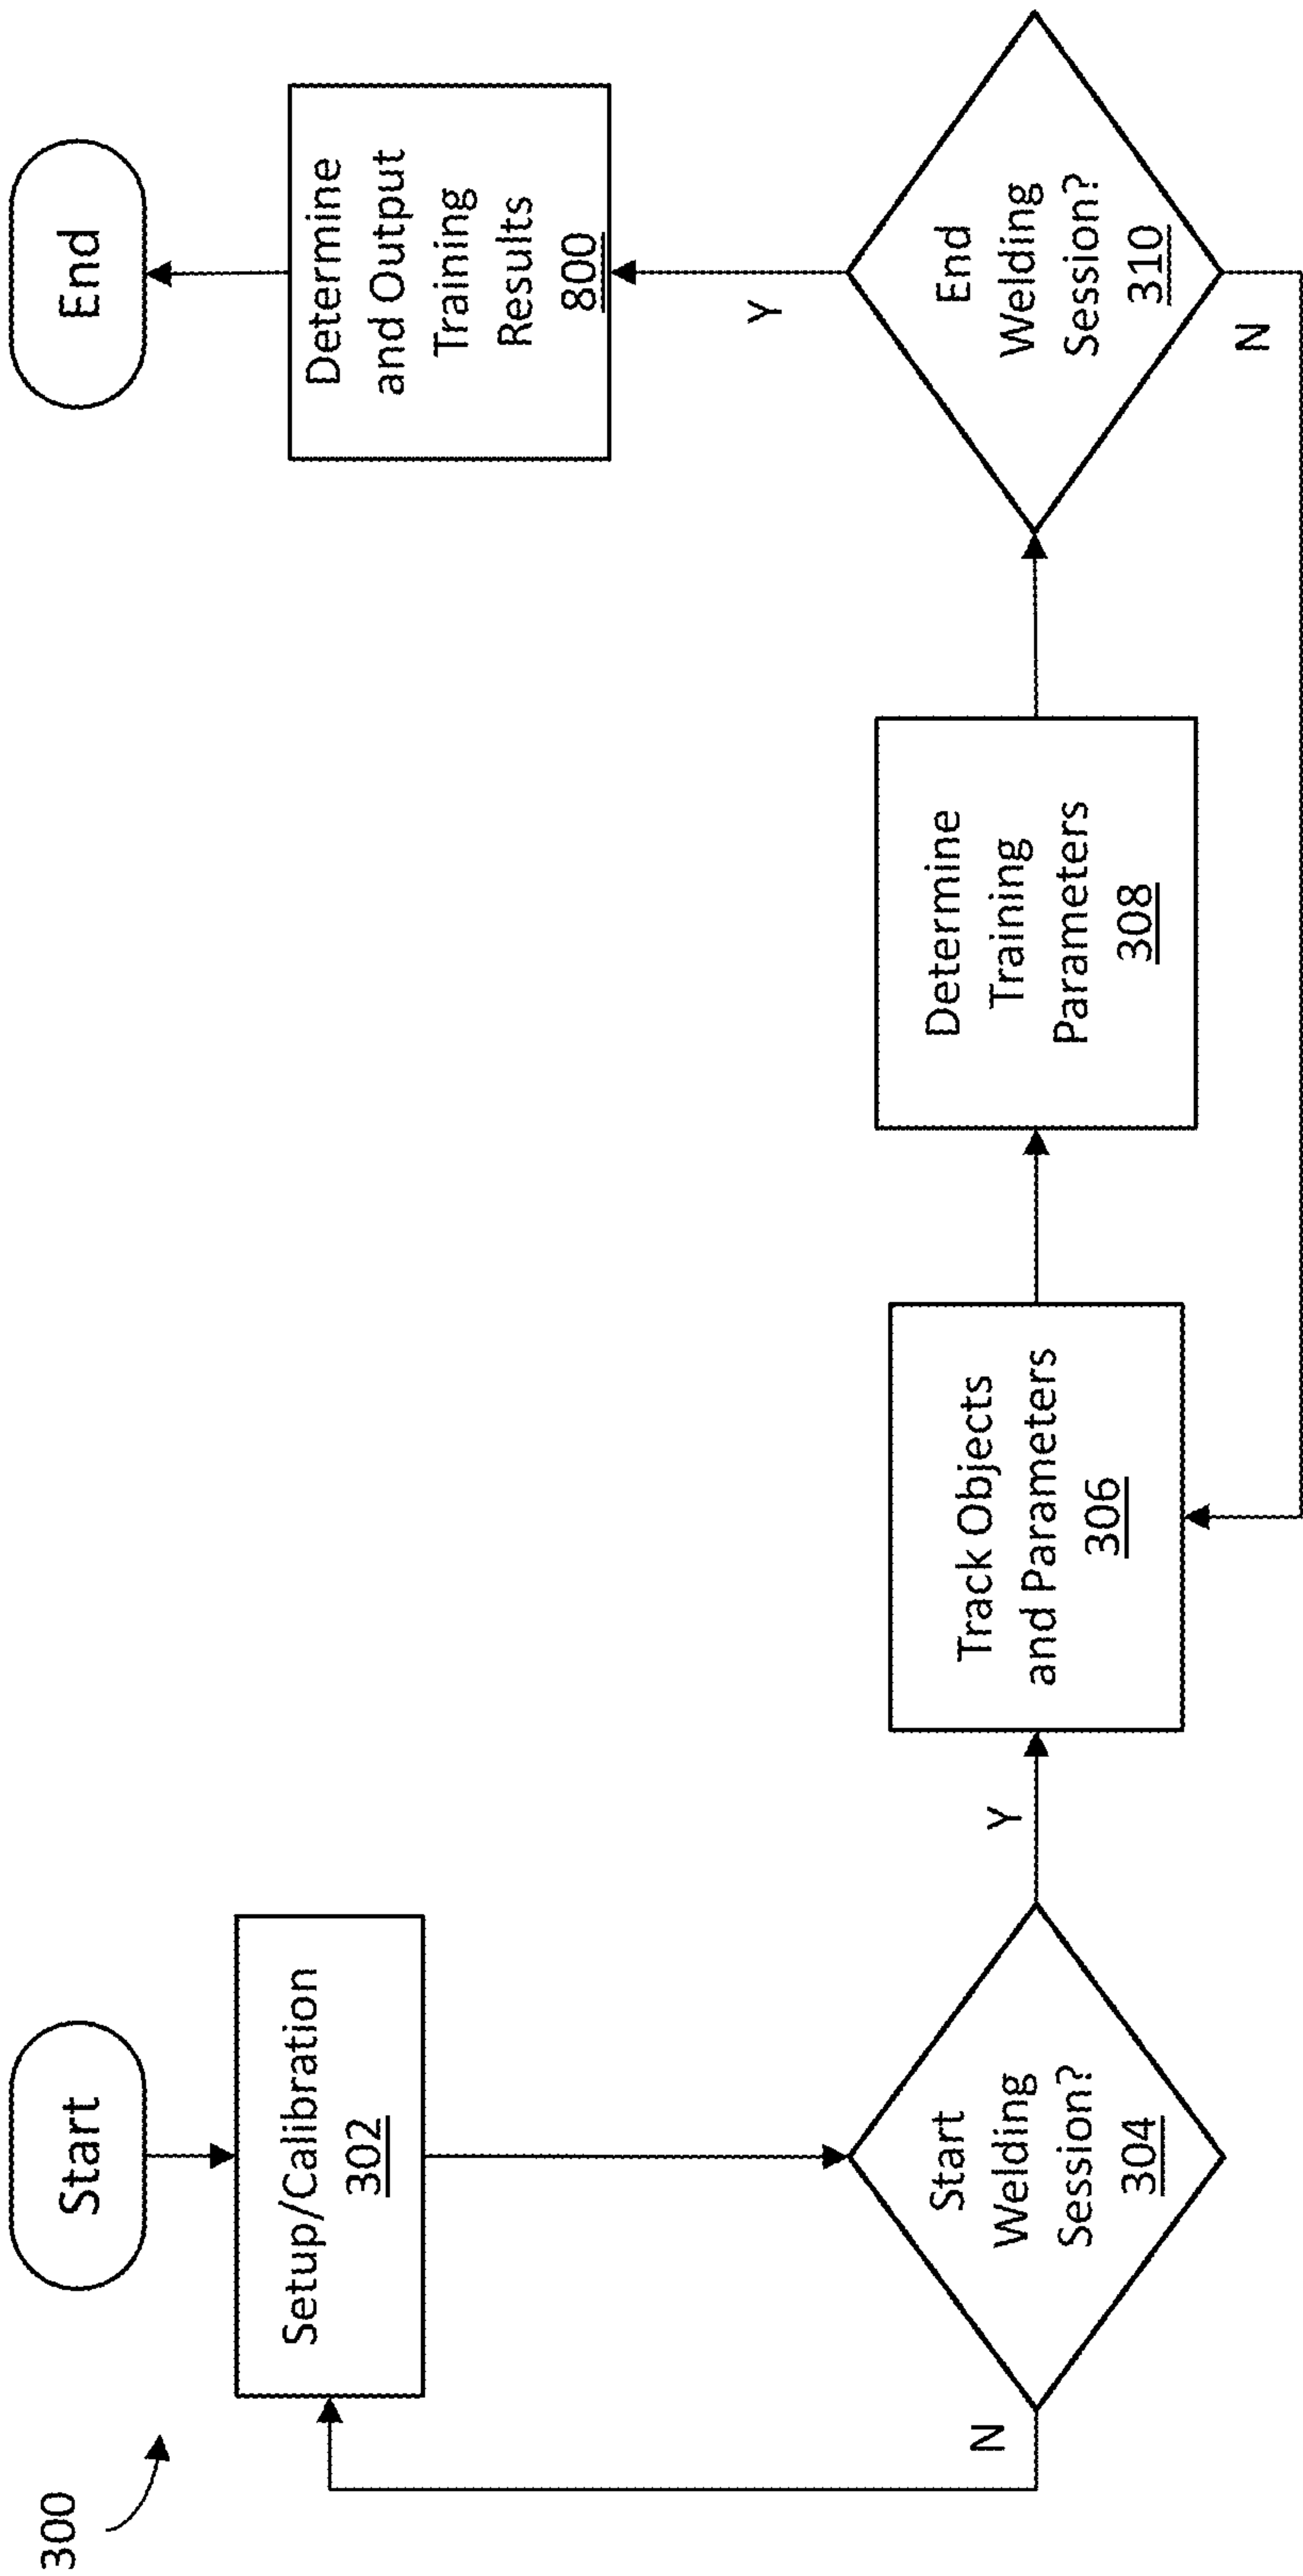 300
Start
Setup/Calibration
302
Start
Welding
Session?
304
N
Y
Track Objects
and Parameters
306
Determine
Training
Parameters
308
End
Welding
Session?
310
N
Y
Determine
and Output
Training
Results
800
End